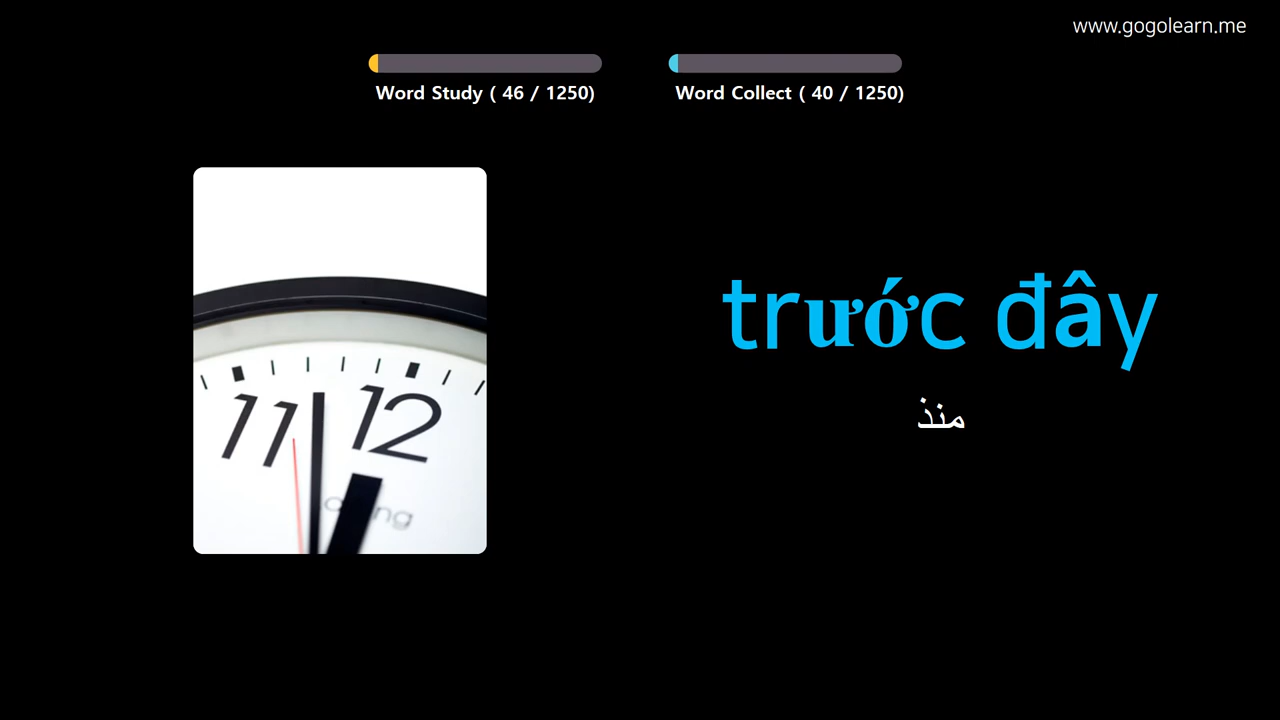 www.gogolearn.me
Word Study ( 46 / 1250)
Word Collect ( 40 / 1250)
11 12
trước đây
منذ